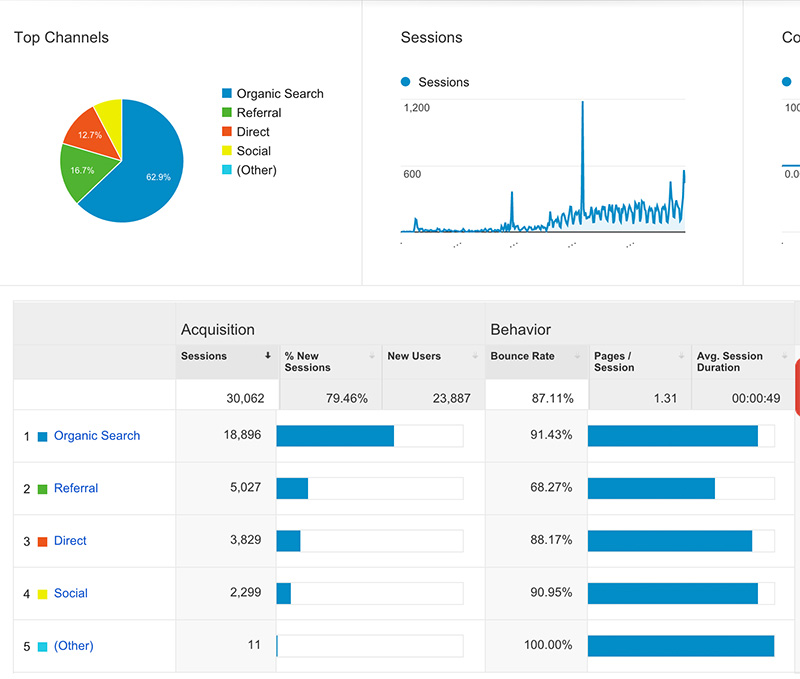 Top Channels
62.9%
16.7%
12.7%
Organic Search
Referral
Direct
Social
(Other)
Sessions
Sessions
1,200
600
Co
100
0.0
Acquisition
Behavior
Sessions
% New
Sessions
New Users
Bounce Rate
Pages /
Session
Avg. Session
Duration
30,062
79.46%
23,887
87.11%
1.31
00:00:49
1 Organic Search 18,896 91.43%
2 Referral 5,027 68.27%
3 Direct 3,829 88.17%
4 Social 2,299 90.95%
5 (Other) 11 100.00%